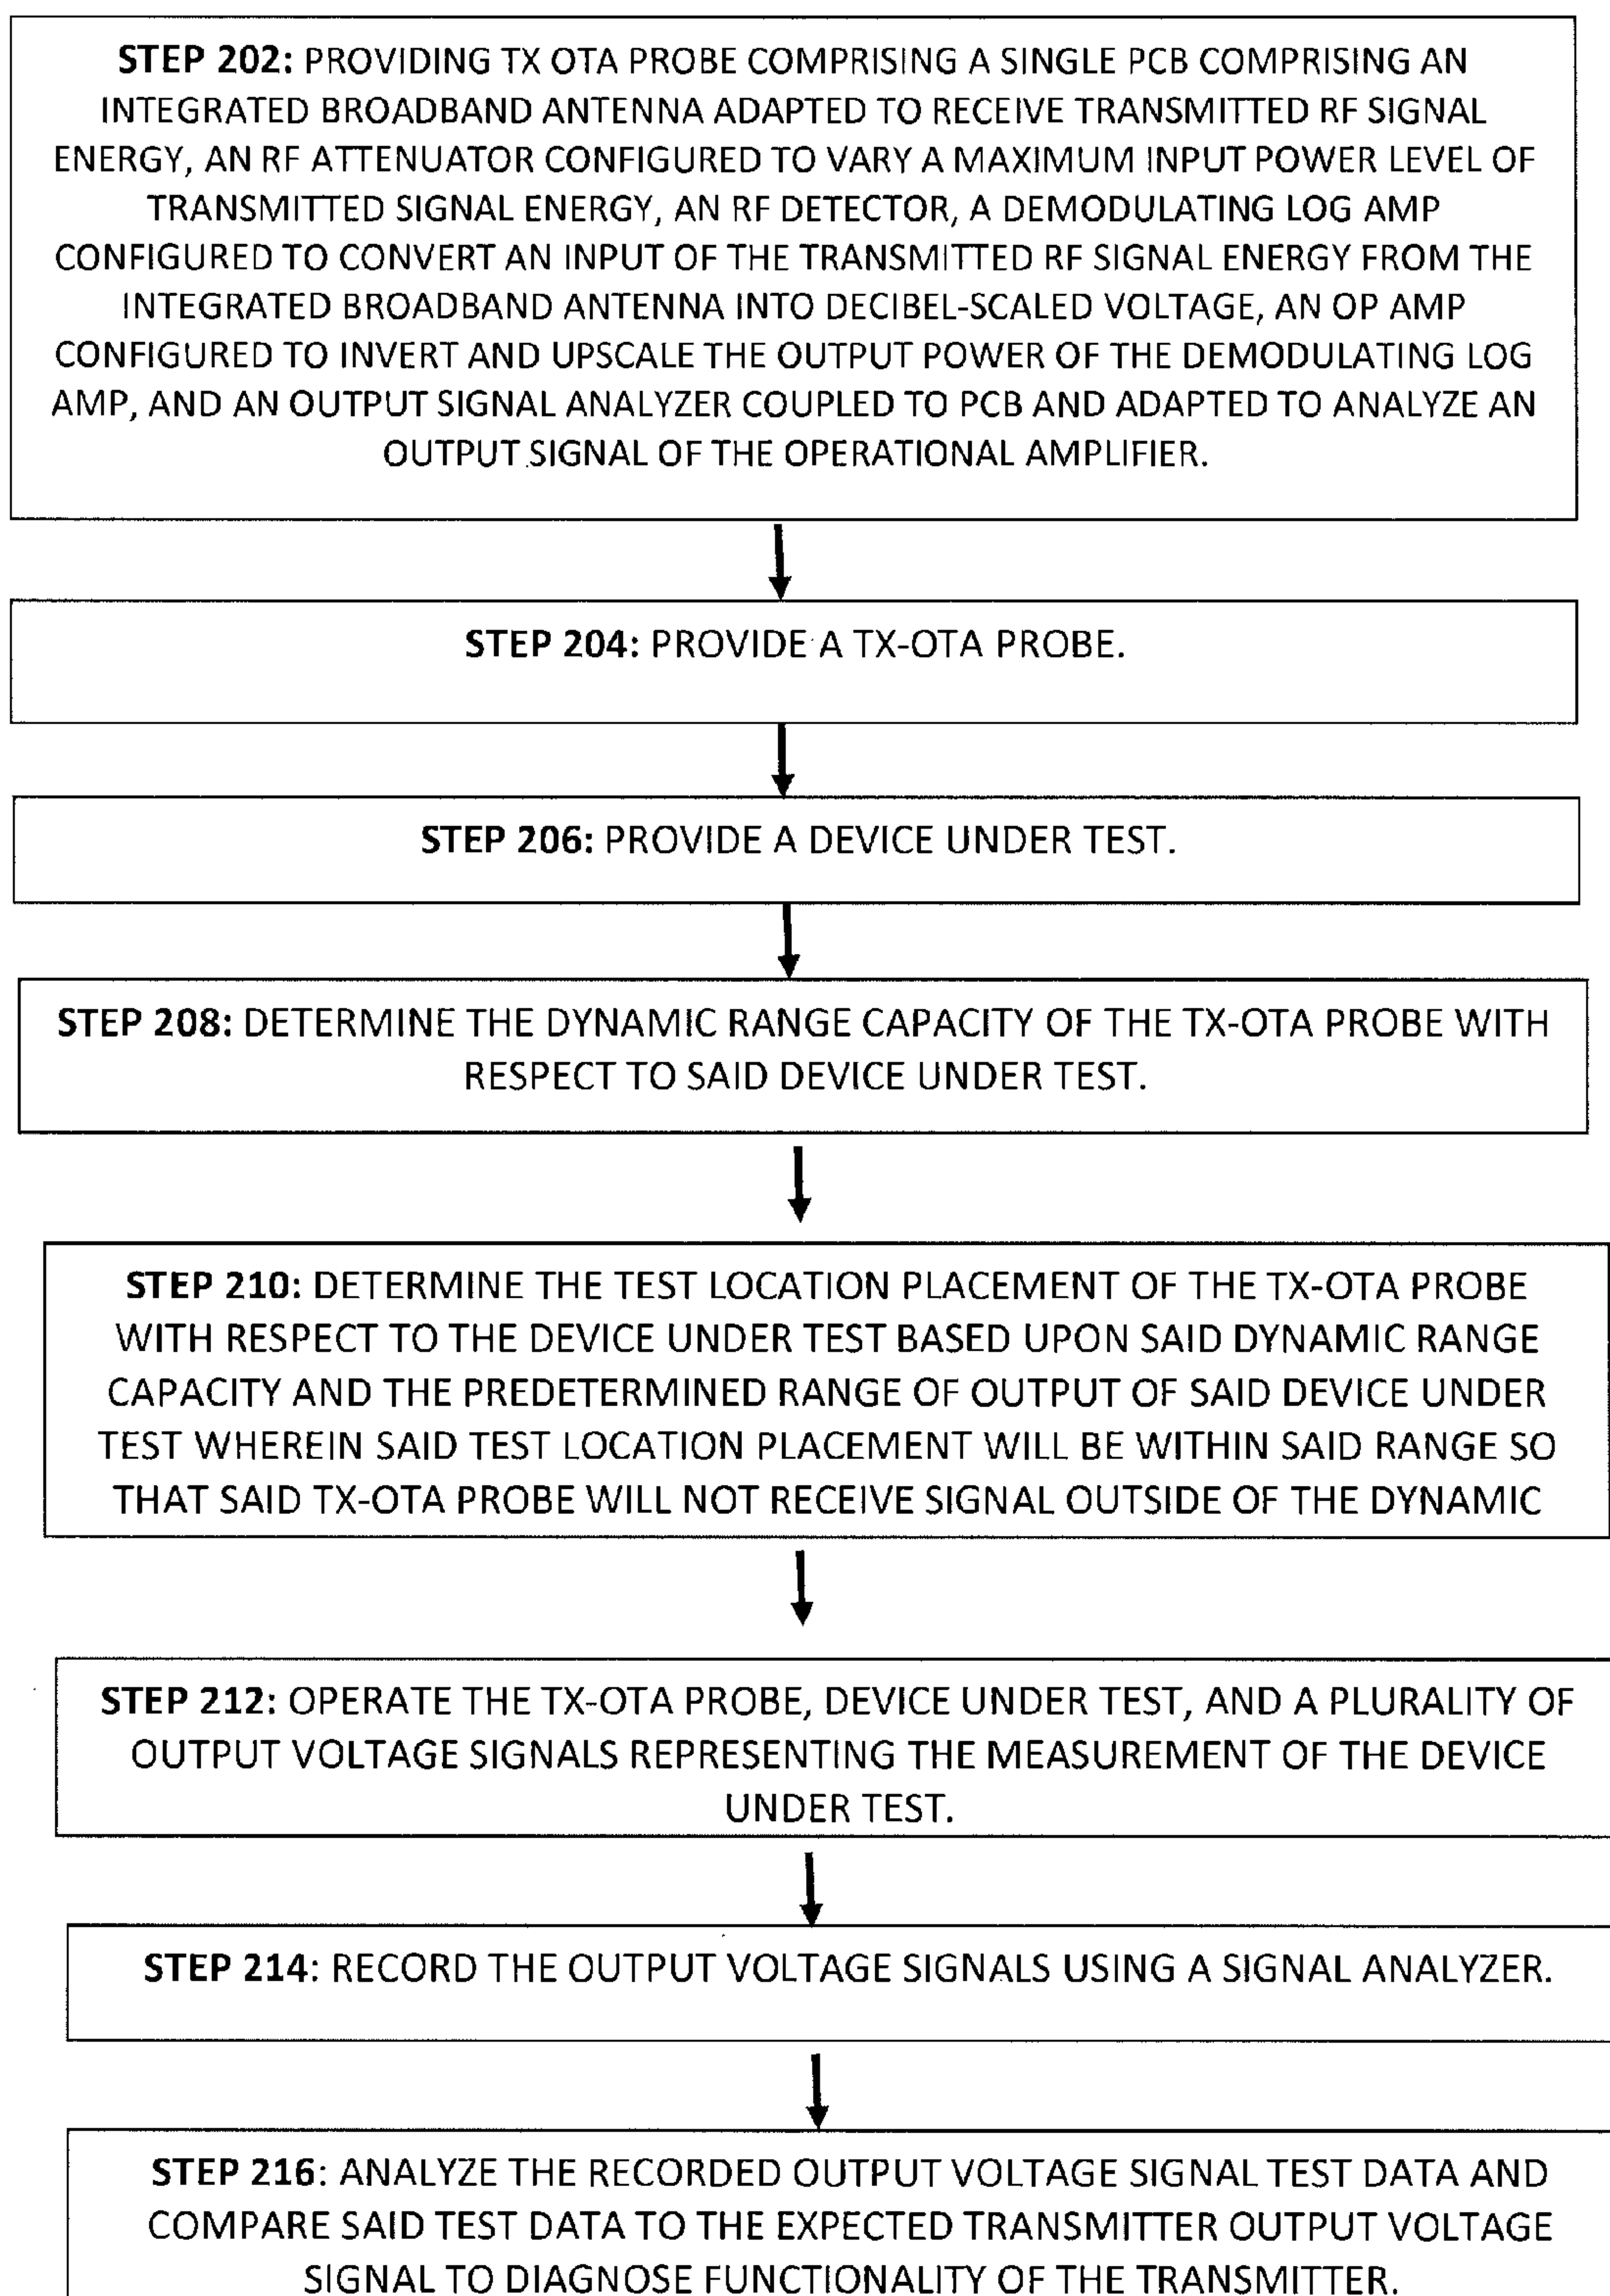 STEP 202: PROVIDING TX OTA PROBE COMPRISING A SINGLE PCB COMPRISING AN
INTEGRATED BROADBAND ANTENNA ADAPTED TO RECEIVE TRANSMITTED RF SIGNAL
ENERGY, AN RF ATTENUATOR CONFIGURED TO VARY A MAXIMUM INPUT POWER LEVEL OF
TRANSMITTED SIGNAL ENERGY, AN RF DETECTOR, A DEMODULATING LOG AMP
CONFIGURED TO CONVERT AN INPUT OF THE TRANSMITTED RF SIGNAL ENERGY FROM THE
INTEGRATED BROADBAND ANTENNA INTO DECIBEL-SCALED VOLTAGE, AN OP AMP
CONFIGURED TO INVERT AND UPSCALE THE OUTPUT POWER OF THE DEMODULATING LOG
AMP, AND AN OUTPUT SIGNAL ANALYZER COUPLED TO PCB AND ADAPTED TO ANALYZE AN
OUTPUT SIGNAL OF THE OPERATIONAL AMPLIFIER.
STEP 204: PROVIDE A TX-OTA PROBE.
STEP 206: PROVIDE A DEVICE UNDER TEST.
STEP 208: DETERMINE THE DYNAMIC RANGE CAPACITY OF THE TX-OTA PROBE WITH
RESPECT TO SAID DEVICE UNDER TEST.
STEP 210: DETERMINE THE TEST LOCATION PLACEMENT OF THE TX-OTA PROBE
WITH RESPECT TO THE DEVICE UNDER TEST BASED UPON SAID DYNAMIC RANGE
CAPACITY AND THE PREDETERMINED RANGE OF OUTPUT OF SAID DEVICE UNDER
TEST WHEREIN SAID TEST LOCATION PLACEMENT WILL BE WITHIN SAID RANGE SO
THAT SAID TX-OTA PROBE WILL NOT RECEIVE SIGNAL OUTSIDE OF THE DYNAMIC
STEP 212: OPERATE THE TX-OTA PROBE, DEVICE UNDER TEST, AND A PLURALITY OF
OUTPUT VOLTAGE SIGNALS REPRESENTING THE MEASUREMENT OF THE DEVICE
UNDER TEST.
STEP 214: RECORD THE OUTPUT VOLTAGE SIGNALS USING A SIGNAL ANALYZER.
STEP 216: ANALYZE THE RECORDED OUTPUT VOLTAGE SIGNAL TEST DATA AND
COMPARE SAID TEST DATA TO THE EXPECTED TRANSMITTER OUTPUT VOLTAGE
SIGNAL TO DIAGNOSE FUNCTIONALITY OF THE TRANSMITTER.